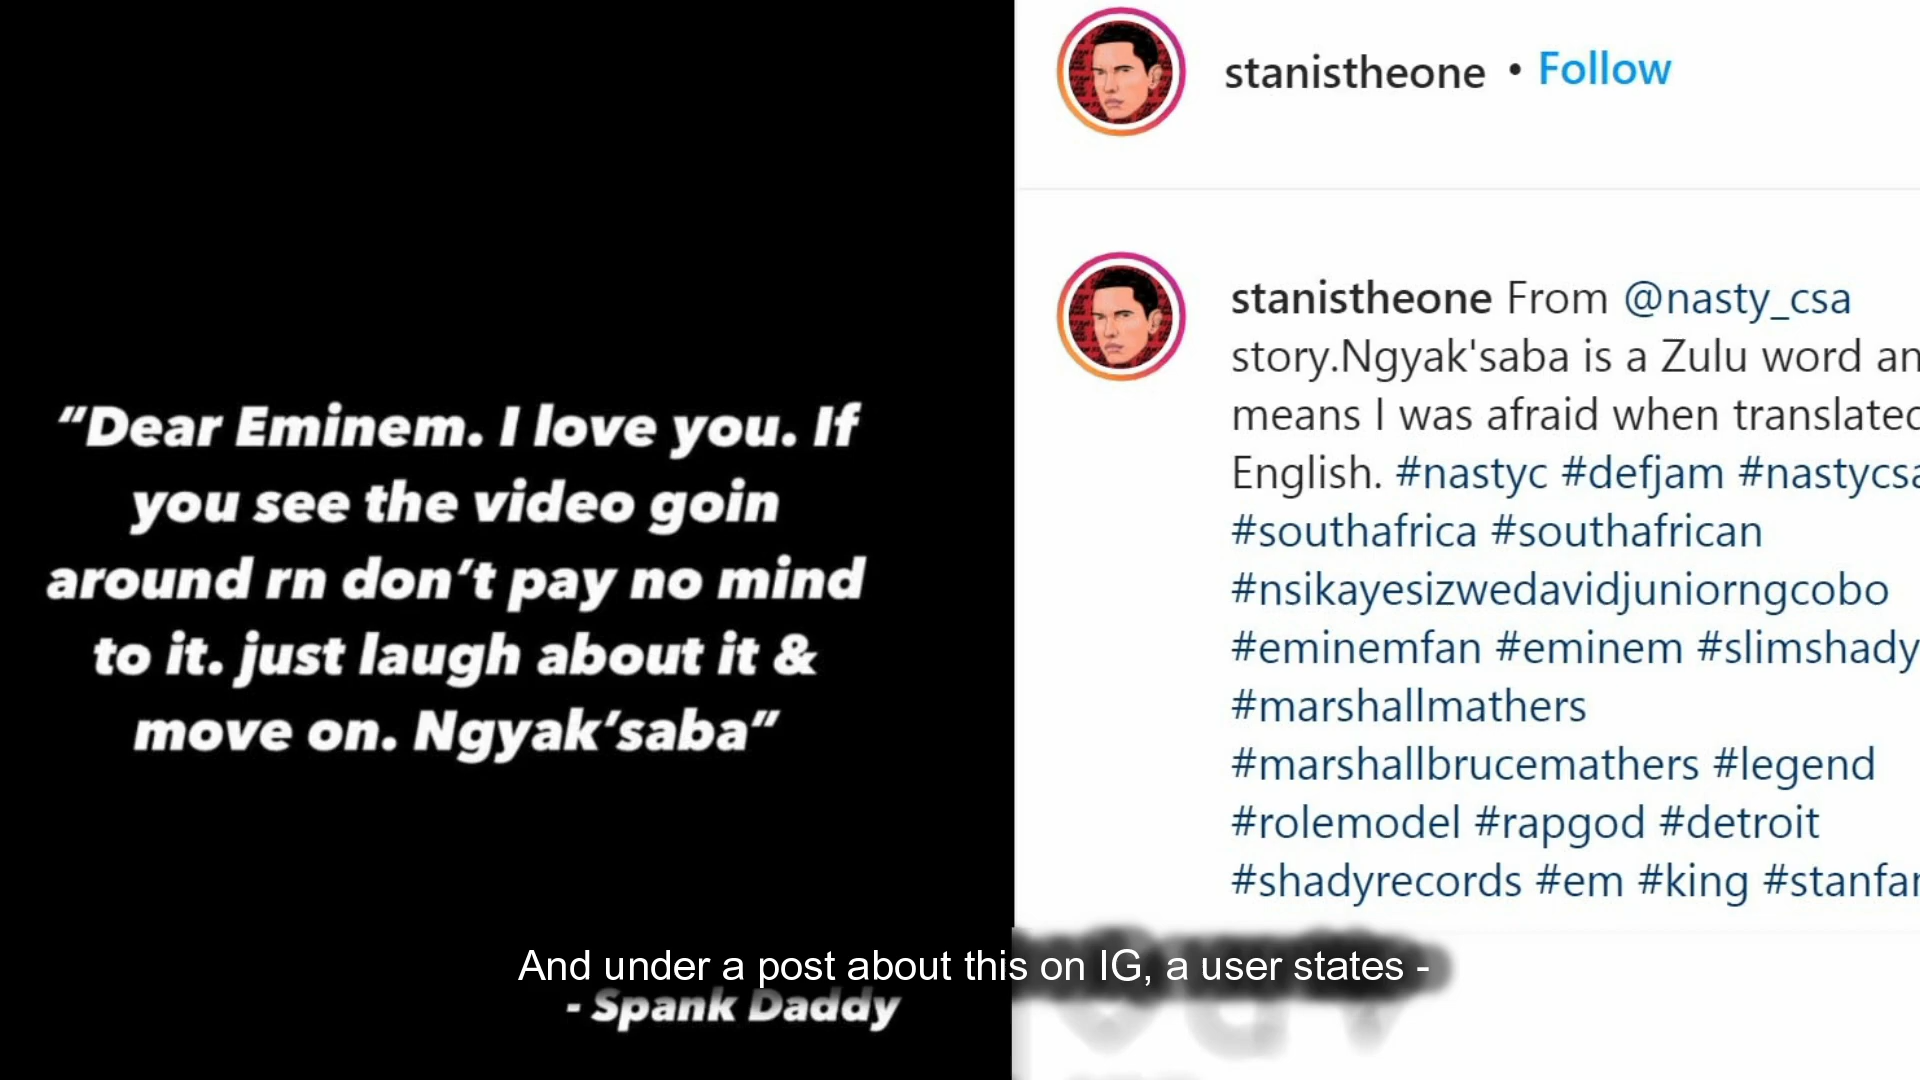 "Dear Eminem. I love you. If
you see the video goin
around rn don't pay no mind
to it. just laugh about it &
move on. Ngyak'saba"
- Spank Daddy
stanistheone • Follow
stanistheone From @nasty_csa
story.Ngyak'saba is a Zulu word an
means I was afraid when translated
English. #nastyc #defjam #nastycsa
#southafrica #southafrican
#nsikayesizwedavidjuniorngcobo
#eminemfan #eminem #slimshady
#marshallmathers
#marshallbrucemathers #legend
#rolemodel #rapgod #detroit
#shadyrecords #em #king #stanfan
And under a post about this on IG, a user states -